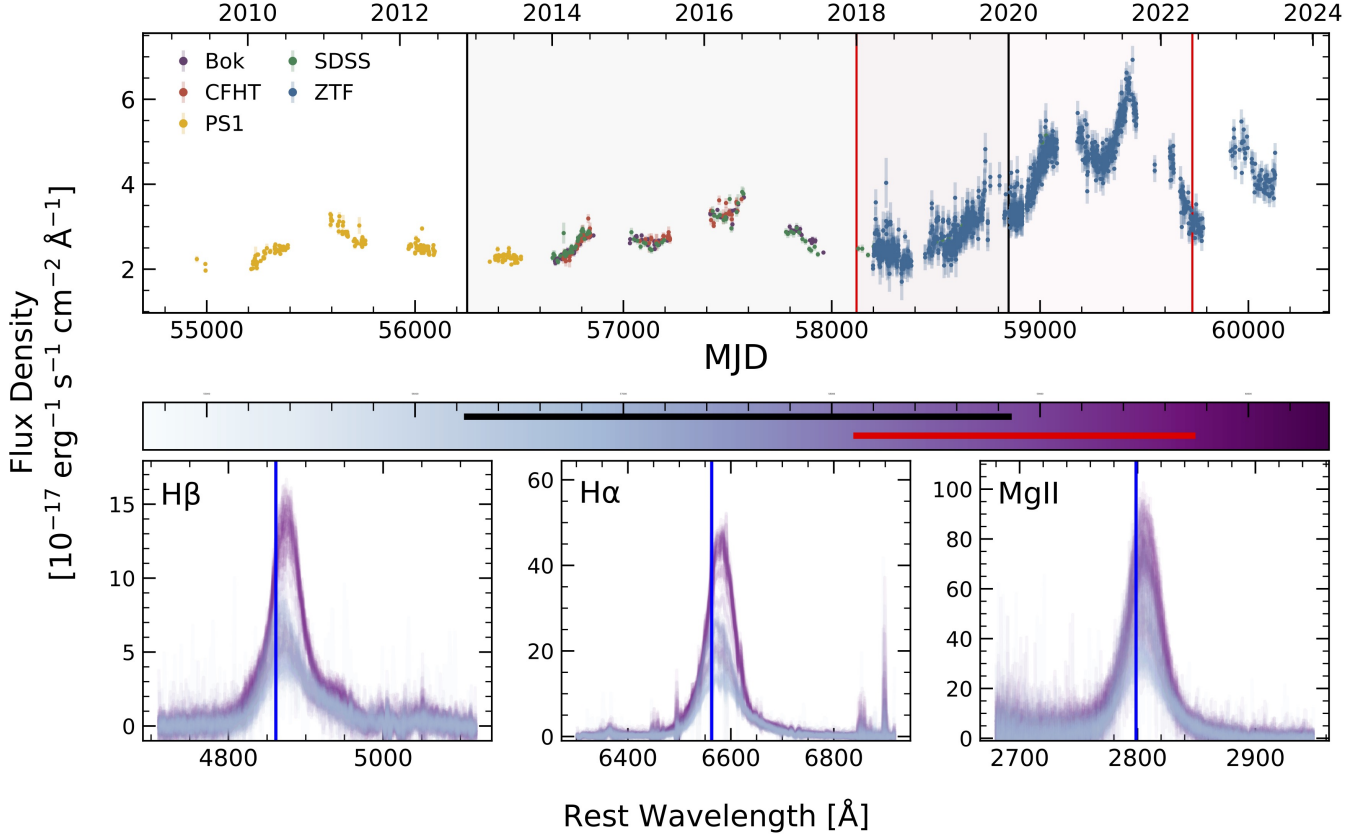 2010 2012 2014 2016 2018 2020 2022 2024
Bok SDSS
CFHT ZTF
PS1
6
4
2
55000 56000 57000 58000 59000 60000
MJD
Flux Density
[10⁻¹⁷ erg⁻¹ s⁻¹ cm⁻² Å⁻¹]
Hβ
15
10
5
0
4800 5000
Hα
60
40
20
0
6400 6600 6800
MgII
100
80
60
40
20
0
2700 2800 2900
Rest Wavelength [Å]